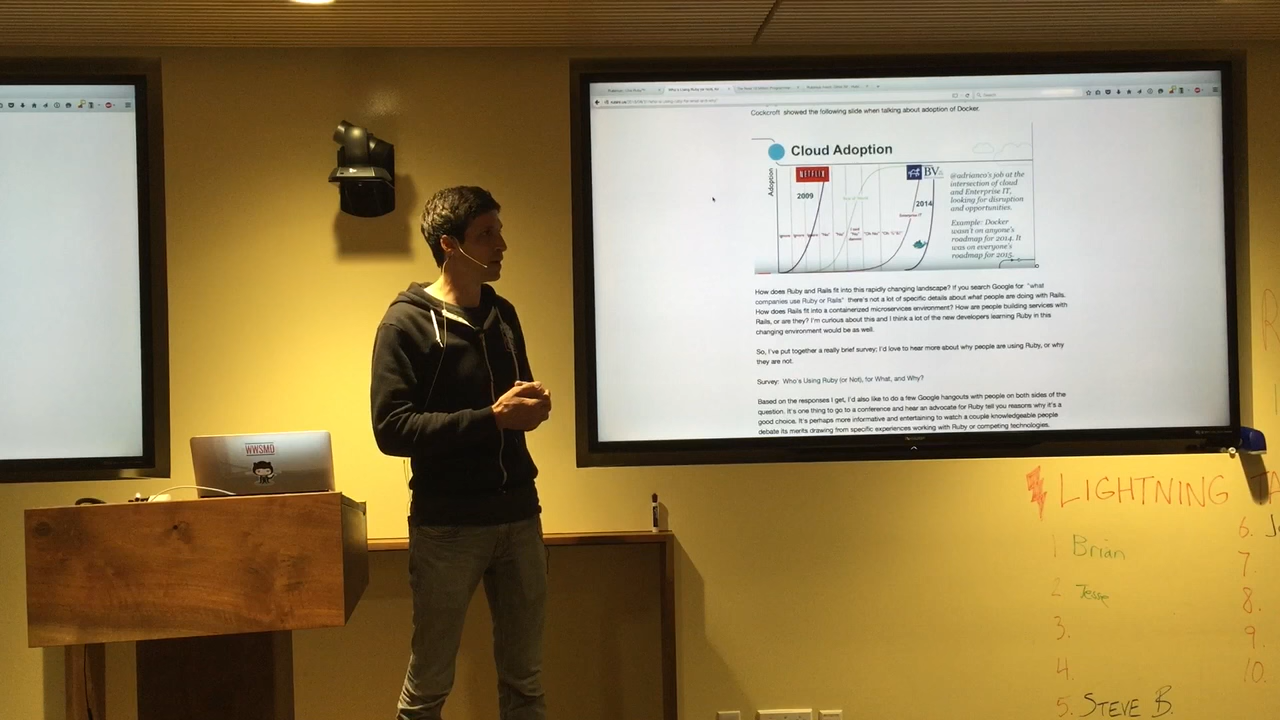 Cockcroft showed the following slide when talking about adoption of Docker.
Cloud Adoption
Adoption
NETFLIX
BV
2009
2014
Enterprise IT
@adrianco's job at the
intersection of cloud
and Enterprise IT,
looking for disruption
and opportunities.
Example: Docker
wasn't on anyone's
roadmap for 2014. It
was on everyone's
roadmap for 2015.
How does Ruby and Rails fit into this rapidly changing landscape? If you search Google for "what
companies use Ruby or Rails" there's not a lot of specific details about what people are doing with Rails.
How does Rails fit into a containerized microservices environment? How are people building services with
Rails, or are they? I'm curious about this and I think a lot of the new developers learning Ruby in this
changing environment would be as well.
So, I've put together a really brief survey; I'd love to hear more about why people are using Ruby, or why
they are not.
Survey: Who's Using Ruby (or Not), for What, and Why?
Based on the responses I get, I'd also like to do a few Google hangouts with people on both sides of the
question. It's one thing to go to a conference and hear an advocate for Ruby tell you reasons why it's a
good choice. It's perhaps more informative and entertaining to watch a couple knowledgeable people
debate its merits drawing from specific experiences working with Ruby or competing technologies.
WWSMD
LIGHTNING TA
1 Brian
2 Jesse
3.
4.
5. STEVE B.
6. J
7.
8.
9.
10.